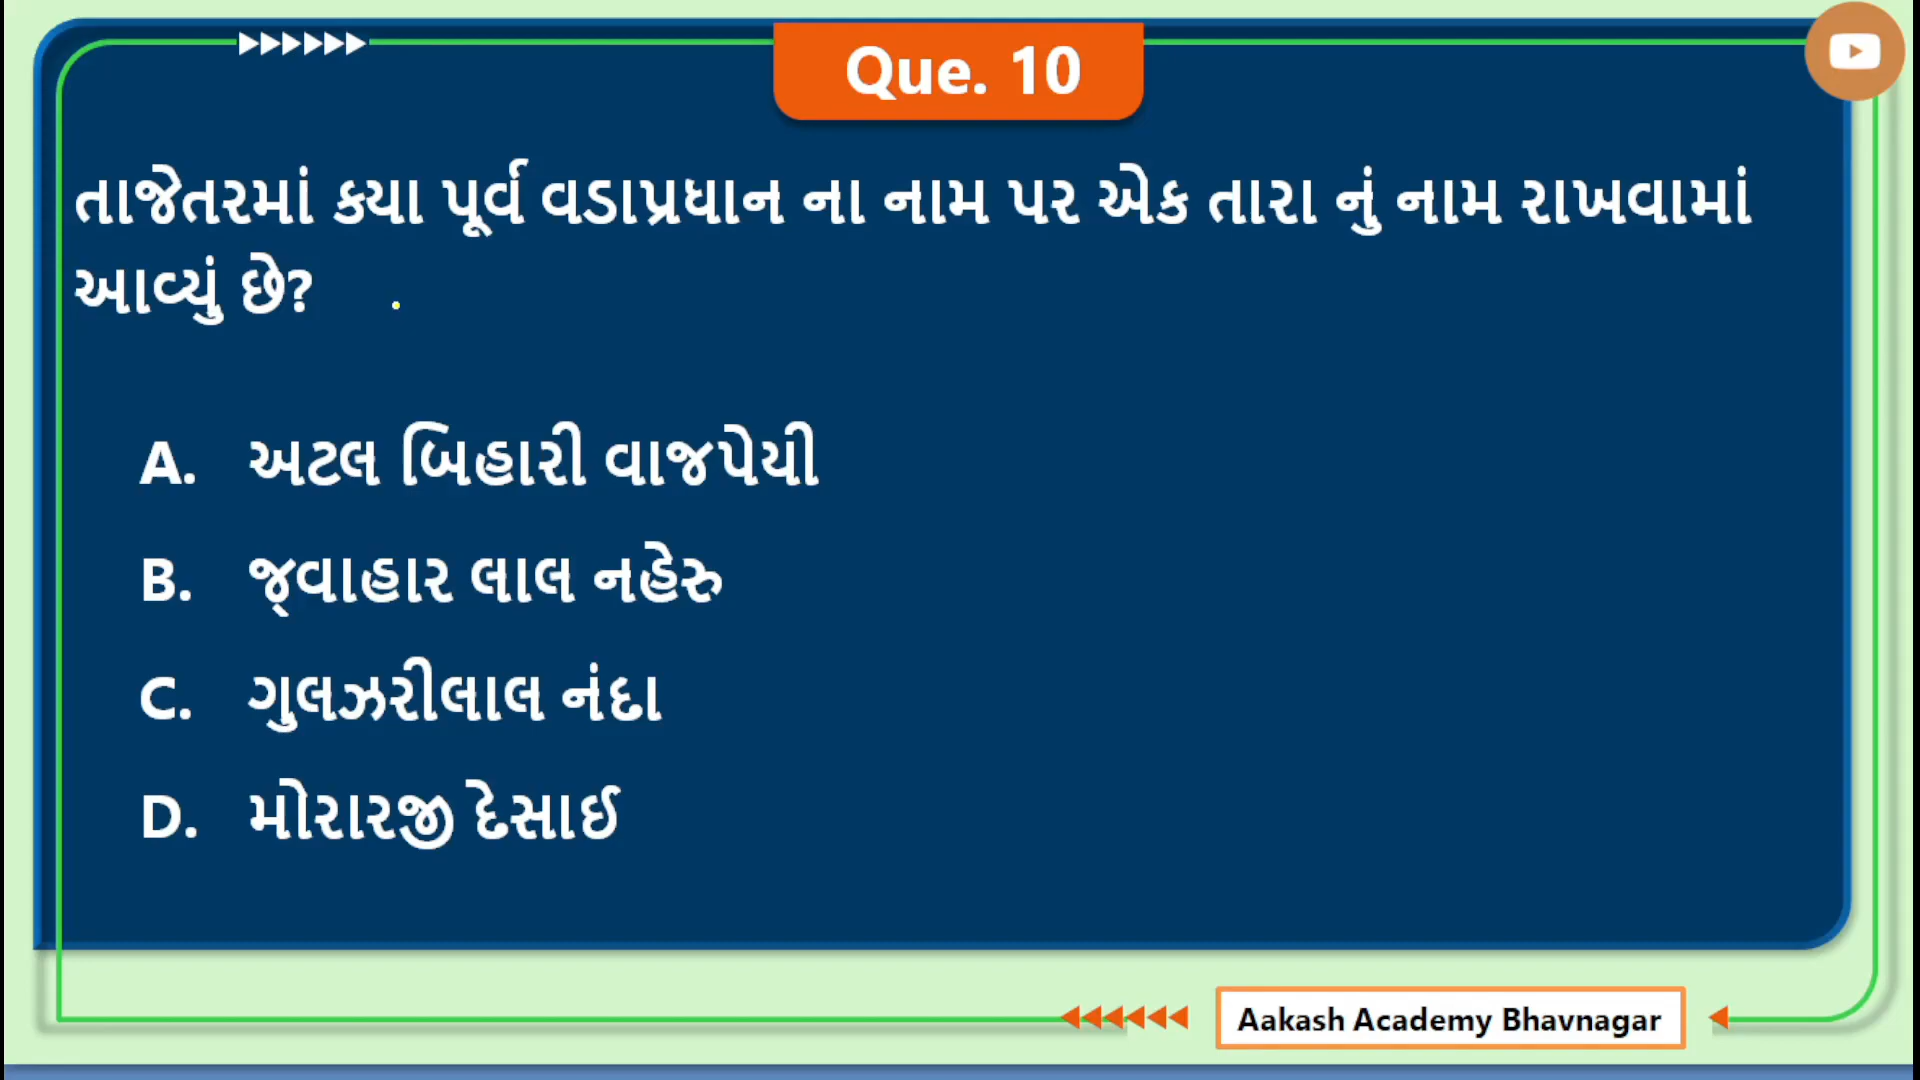 Que. 10
તાજેતરમાં ક્યા પૂર્વ વડાપ્રધાન ના નામ પર એક તારા નું નામ રાખવામાં
આવ્યું છે?
A. અટલ બિહારી વાજપેયી
B. જ્વાહાર લાલ નહેરુ
C. ગુલઝરીલાલ નંદા
D. મોરારજી દેસાઈ
Aakash Academy Bhavnagar